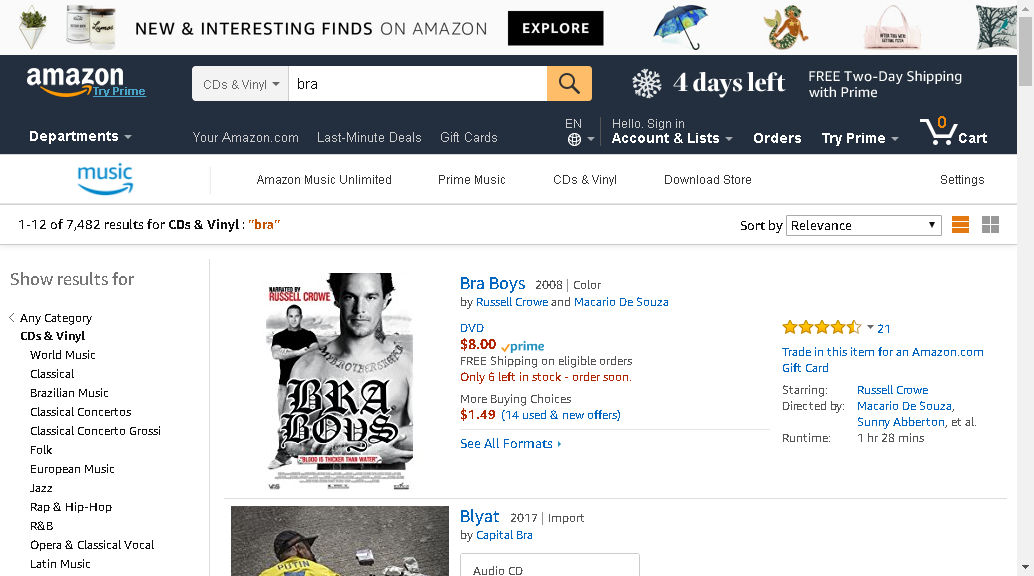 NEW & INTERESTING FINDS ON AMAZON EXPLORE
amazon
Try Prime
CDs & Vinyl bra
4 days left
FREE Two-Day Shipping
with Prime
Departments
Your Amazon.com Last-Minute Deals Gift Cards
EN
Hello. Sign in
Account & Lists
Orders
Try Prime
0
Cart
music
Amazon Music Unlimited Prime Music CDs & Vinyl Download Store Settings
1-12 of 7,482 results for CDs & Vinyl : "bra"
Sort by Relevance
Show results for
Any Category
CDs & Vinyl
World Music
Classical
Brazilian Music
Classical Concertos
Classical Concerto Grossi
Folk
European Music
Jazz
Rap & Hip-Hop
R&B
Opera & Classical Vocal
Latin Music
NARRATED BY
RUSSELL CROWE
MY BROTHERS KEEPER
BRA
BOYS
"BLOOD IS THICKER THAN WATER"
Bra Boys 2008 | Color
by Russell Crowe and Macario De Souza
DVD
$8.00 prime
FREE Shipping on eligible orders
Only 6 left in stock - order soon.
More Buying Choices
$1.49 (14 used & new offers)
See All Formats
21
Trade in this item for an Amazon.com
Gift Card
Starring: Russell Crowe
Directed by: Macario De Souza,
Sunny Abberton, et al.
Runtime: 1 hr 28 mins
PUTIN
Blyat 2017 | Import
by Capital Bra
Audio CD